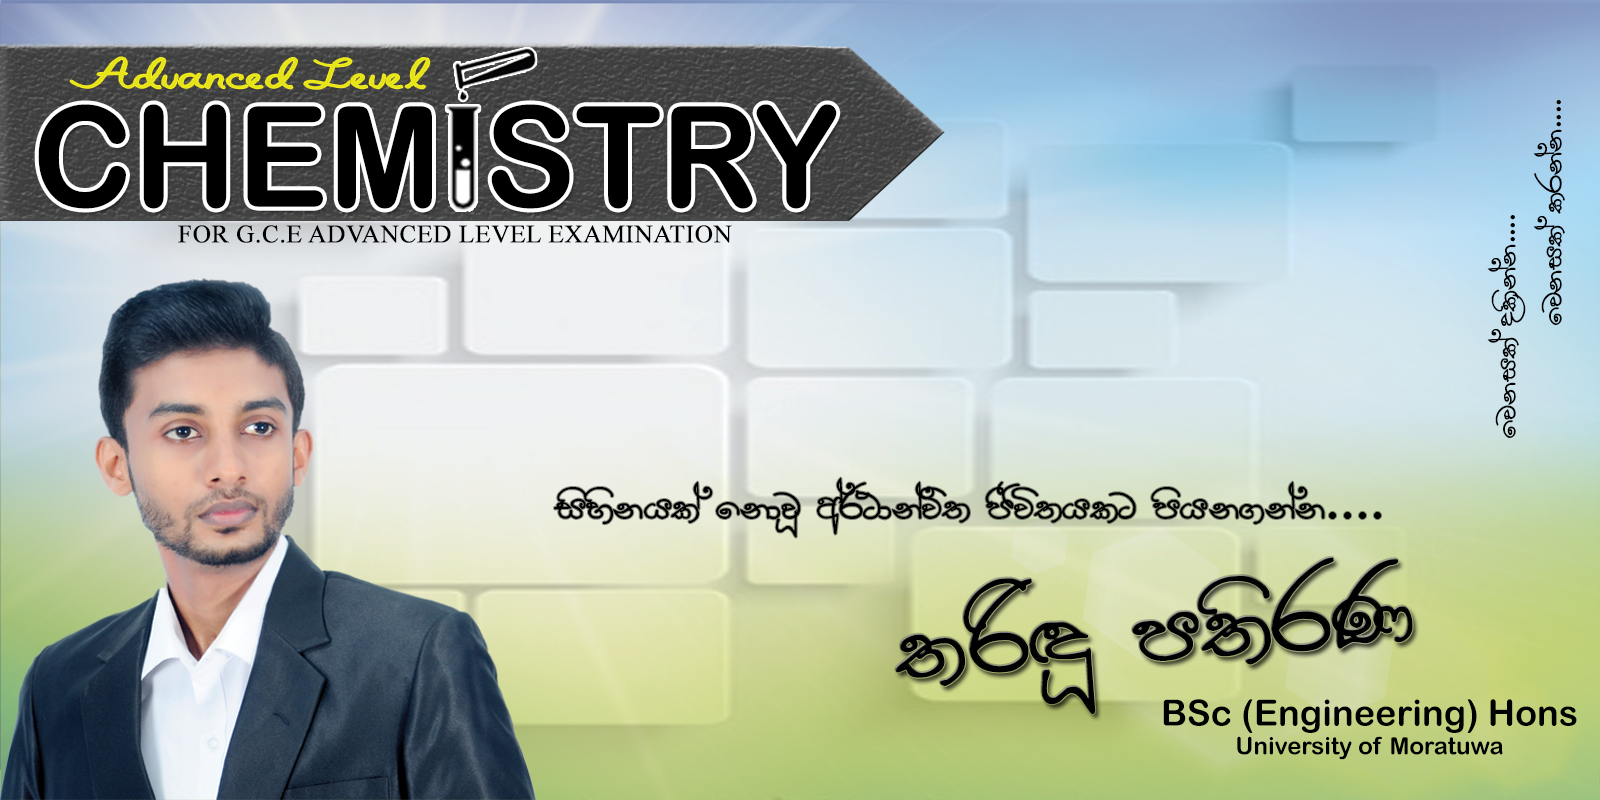 Advanced Level
CHEMISTRY
FOR G.C.E ADVANCED LEVEL EXAMINATION
වෙනසක් දකින්න....
වෙනසක් කරන්න....
සිහිනයක් නොවූ අර්ථාන්විත ජීවිතයකට පියනගන්න....
තරිඳූ පතිරණ
BSc (Engineering) Hons
University of Moratuwa